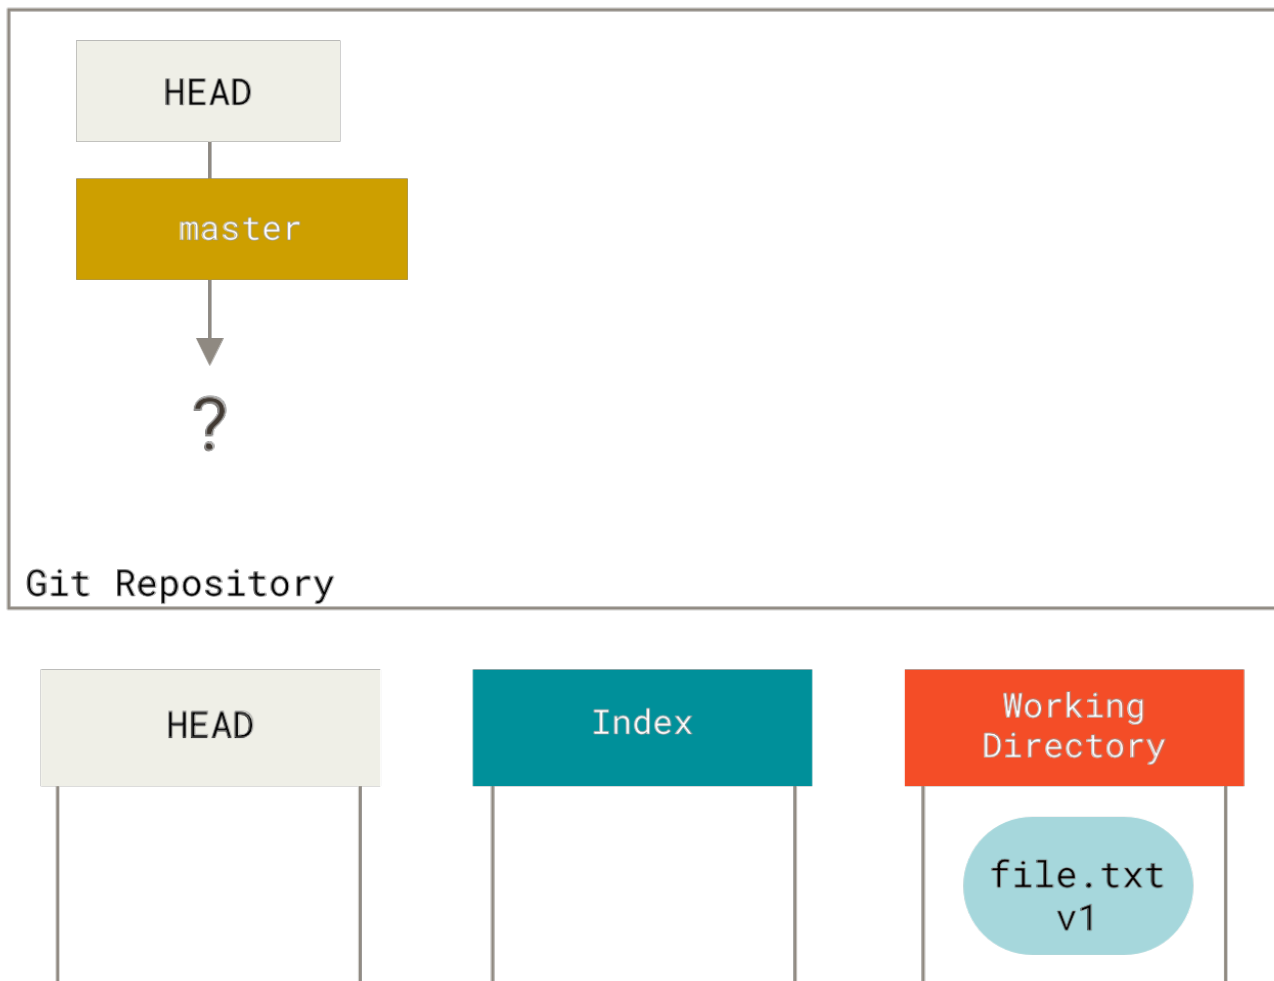 HEAD
master
?
Git Repository
HEAD
Index
Working
Directory
file.txt
v1